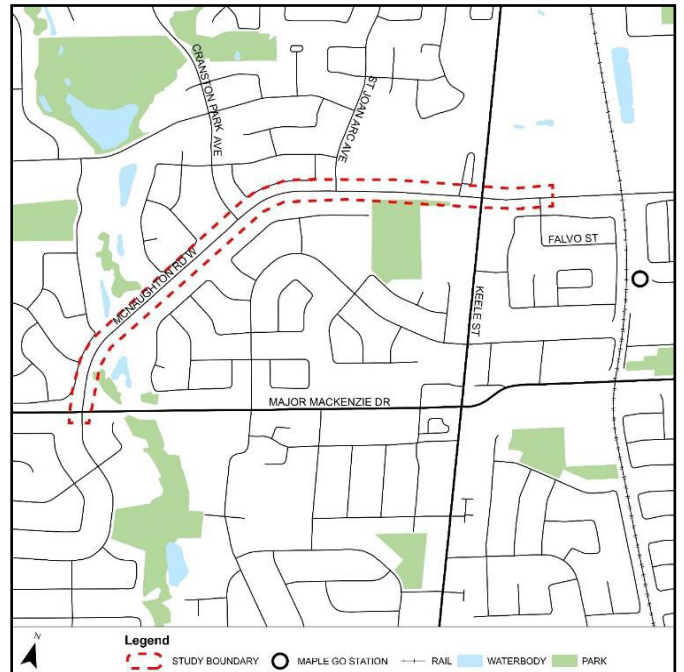 CRANSTON PARK AVE
ST JOAN ARC AVE
FALVO ST
MCNAUGHTON RD W
KEELE ST
MAJOR MACKENZIE DR
N
Legend
STUDY BOUNDARY MAPLE GO STATION RAIL WATERBODY PARK